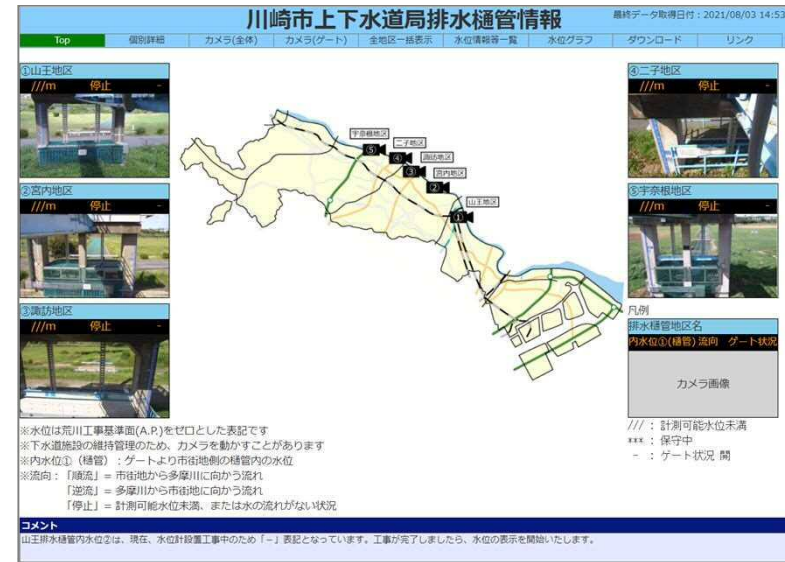 川崎市上下水道局排水樋管情報
最終データ取得日付：2021/08/03 14:53
Top 個別詳細 カメラ(全体) カメラ(ゲート) 全地区一括表示 水位情報等一覧 水位グラフ ダウンロード リンク
①山王地区
///m 停止 -
②宮内地区
///m 停止 -
③諏訪地区
///m 停止 -
宇奈根地区
⑤
二子地区
④
諏訪地区
③
宮内地区
②
山王地区
①
④二子地区
///m 停止 -
⑤宇奈根地区
///m 停止 -
凡例
排水樋管地区名
内水位①(樋管) 流向 ゲート状況
カメラ画像
/// ：計測可能水位未満
*** ：保守中
- ：ゲート状況 開
※水位は荒川工事基準面(A.P.)をゼロとした表記です
※下水道施設の維持管理のため、カメラを動かすことがあります
※内水位①（樋管）：ゲートより市街地側の樋管内の水位
※流向：「順流」＝市街地から多摩川に向かう流れ
「逆流」＝多摩川から市街地に向かう流れ
「停止」＝計測可能水位未満、または水の流れがない状況
コメント
山王排水樋管内水位②は、現在、水位計設置工事中のため「－」表記となっています。工事が完了しましたら、水位の表示を開始いたします。